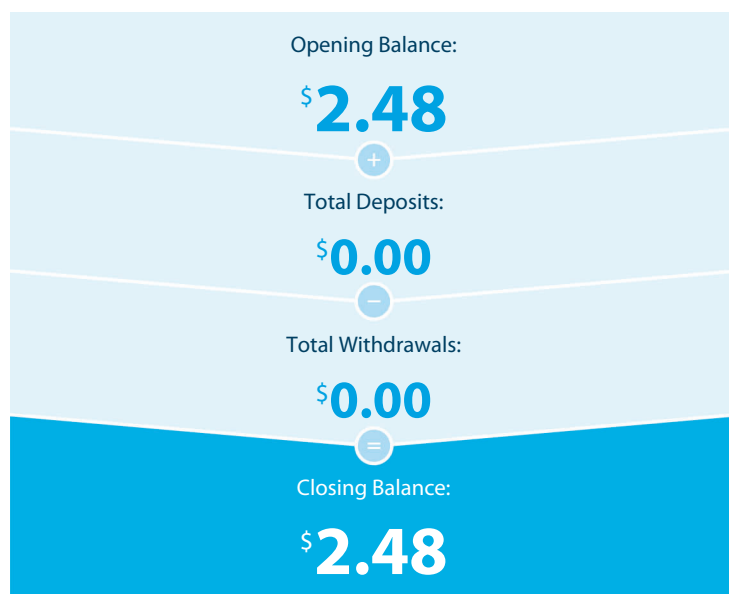 Opening Balance:
$2.48
+
Total Deposits:
$0.00
−
Total Withdrawals:
$0.00
=
Closing Balance:
$2.48